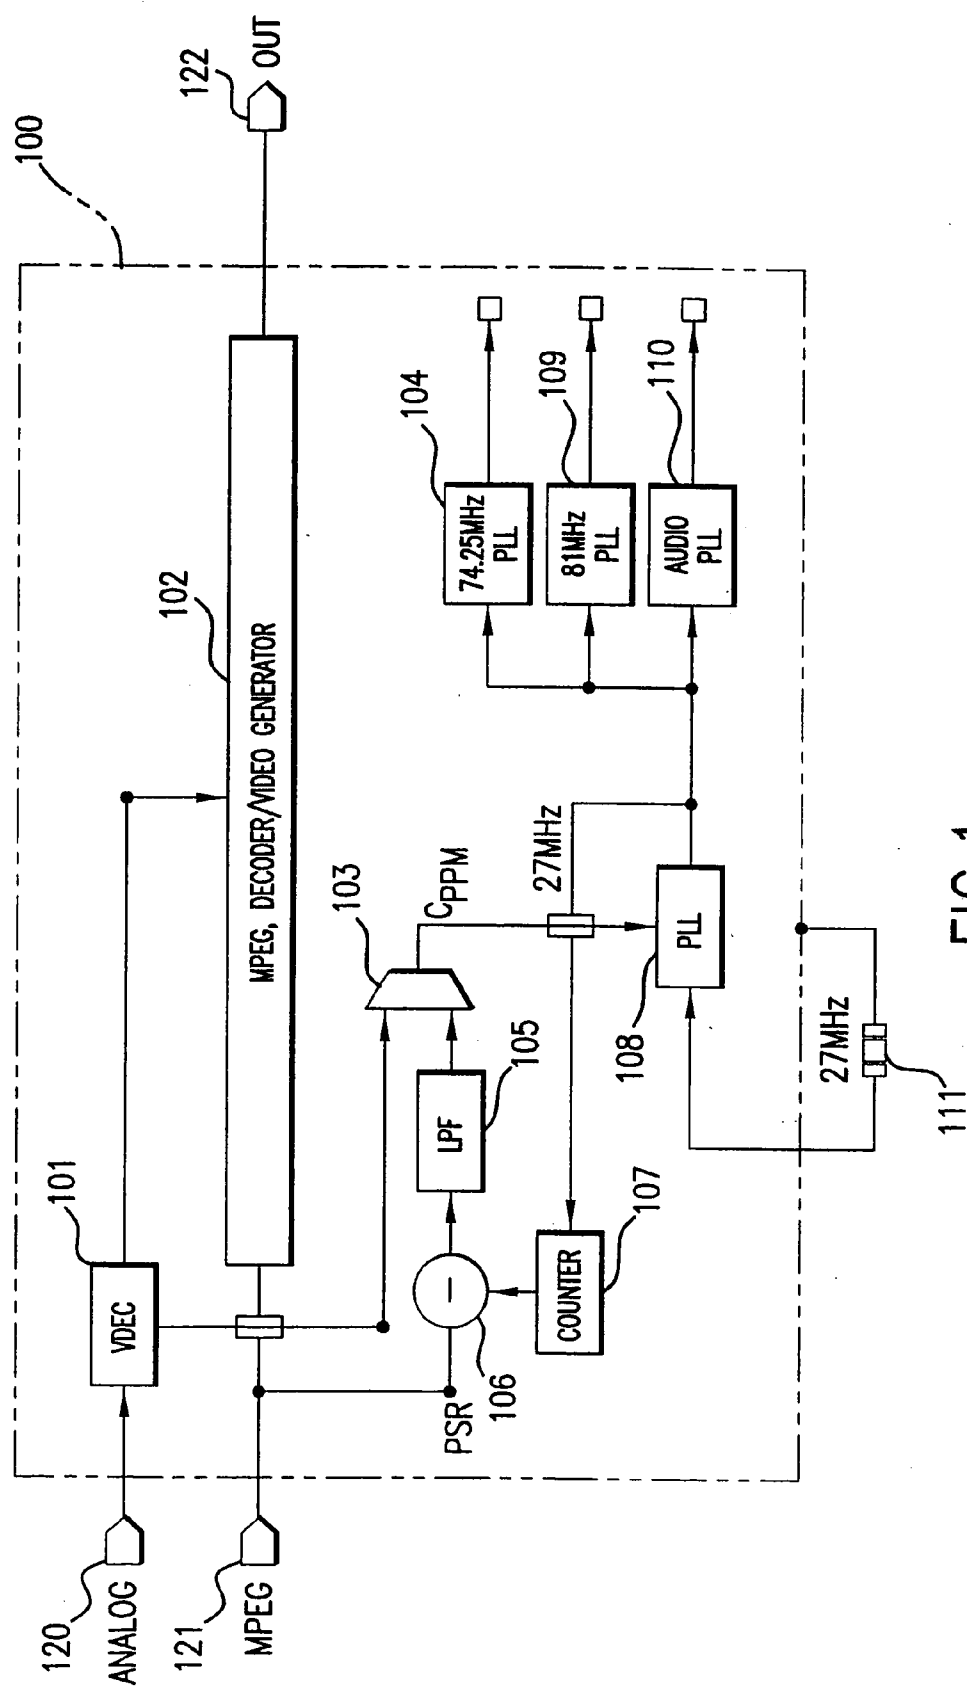 100
122
OUT
102
MPEG, DECODER/VIDEO GENERATOR
101
VDEC
120
ANALOG
121
MPEG
103
CPPM
104
74.25MHz
PLL
105
LPF
109
81MHz
PLL
27MHz
PSR
106
110
AUDIO
PLL
COUNTER
107
108
PLL
27MHz
111
FIG. 1